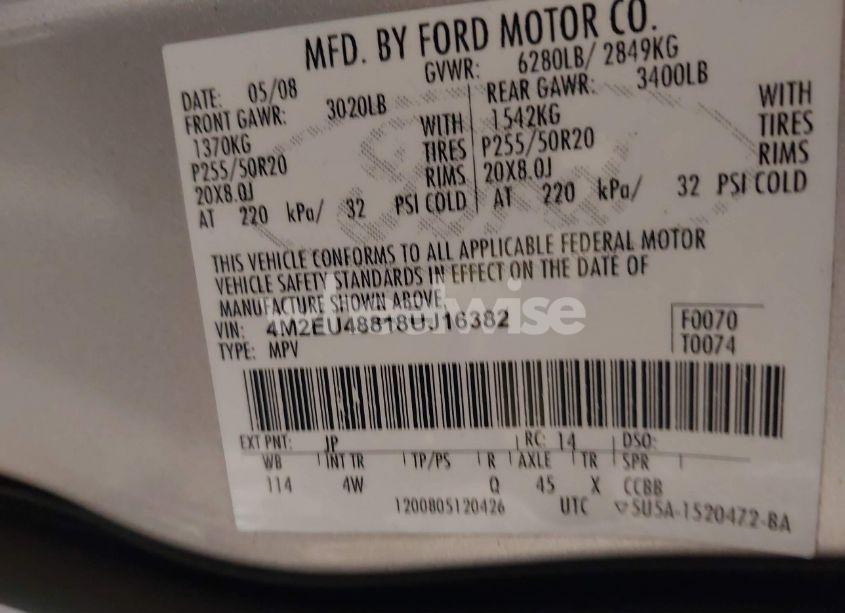 MFD. BY FORD MOTOR CO.
DATE: 05/08 GVWR: 6280LB/ 2849KG
FRONT GAWR: 3020LB REAR GAWR: 3400LB
1370KG WITH 1542KG WITH
P255/50R20 TIRES P255/50R20 TIRES
20X8.0J RIMS 20X8.0J RIMS
AT 220 kPa/ 32 PSI COLD AT 220 kPa/ 32 PSI COLD
THIS VEHICLE CONFORMS TO ALL APPLICABLE FEDERAL MOTOR
VEHICLE SAFETY STANDARDS IN EFFECT ON THE DATE OF
MANUFACTURE SHOWN ABOVE.
VIN: 4M2EU48818UJ16382 F0070
TYPE: MPV T0074
EXT PNT: JP RC: 14 DSO:
WB INT TR TP/PS R AXLE TR SPR
114 4W Q 45 X CCBB
1200805120426 UTC ▽5U5A-1520472-BA